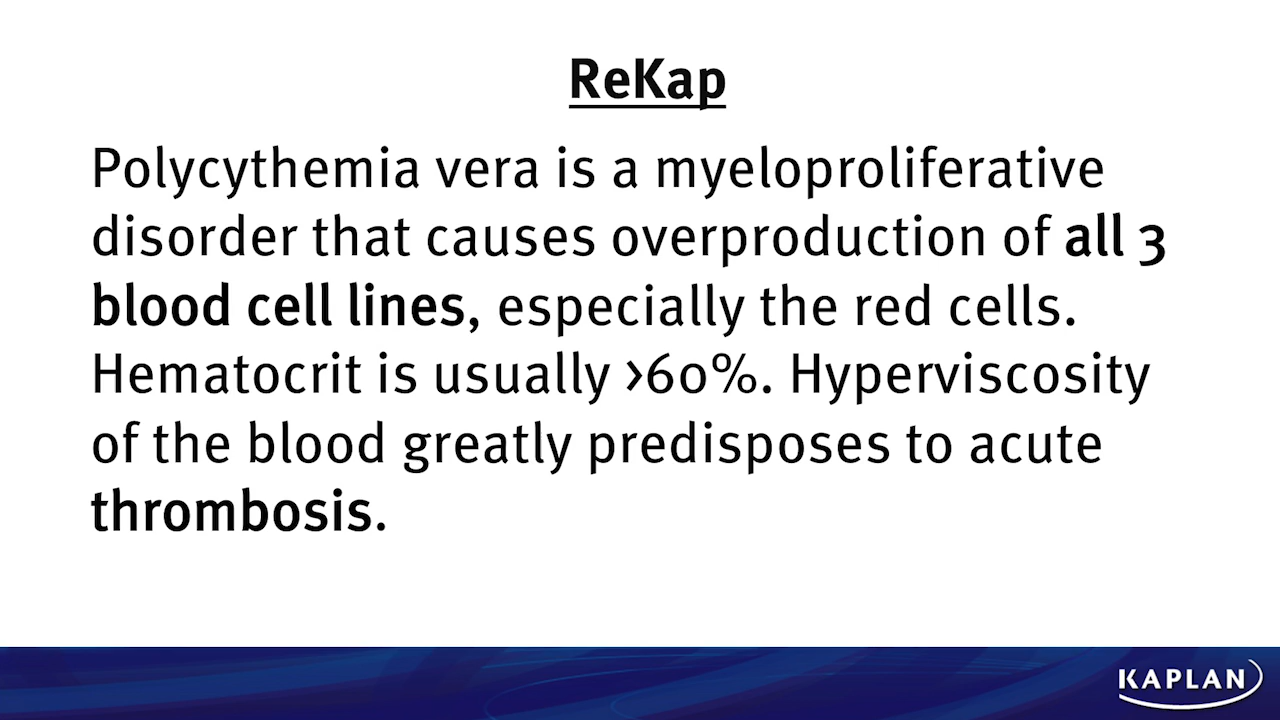 ReKap
Polycythemia vera is a myeloproliferative
disorder that causes overproduction of all 3
blood cell lines, especially the red cells.
Hematocrit is usually >60%. Hyperviscosity
of the blood greatly predisposes to acute
thrombosis.
KAPLAN